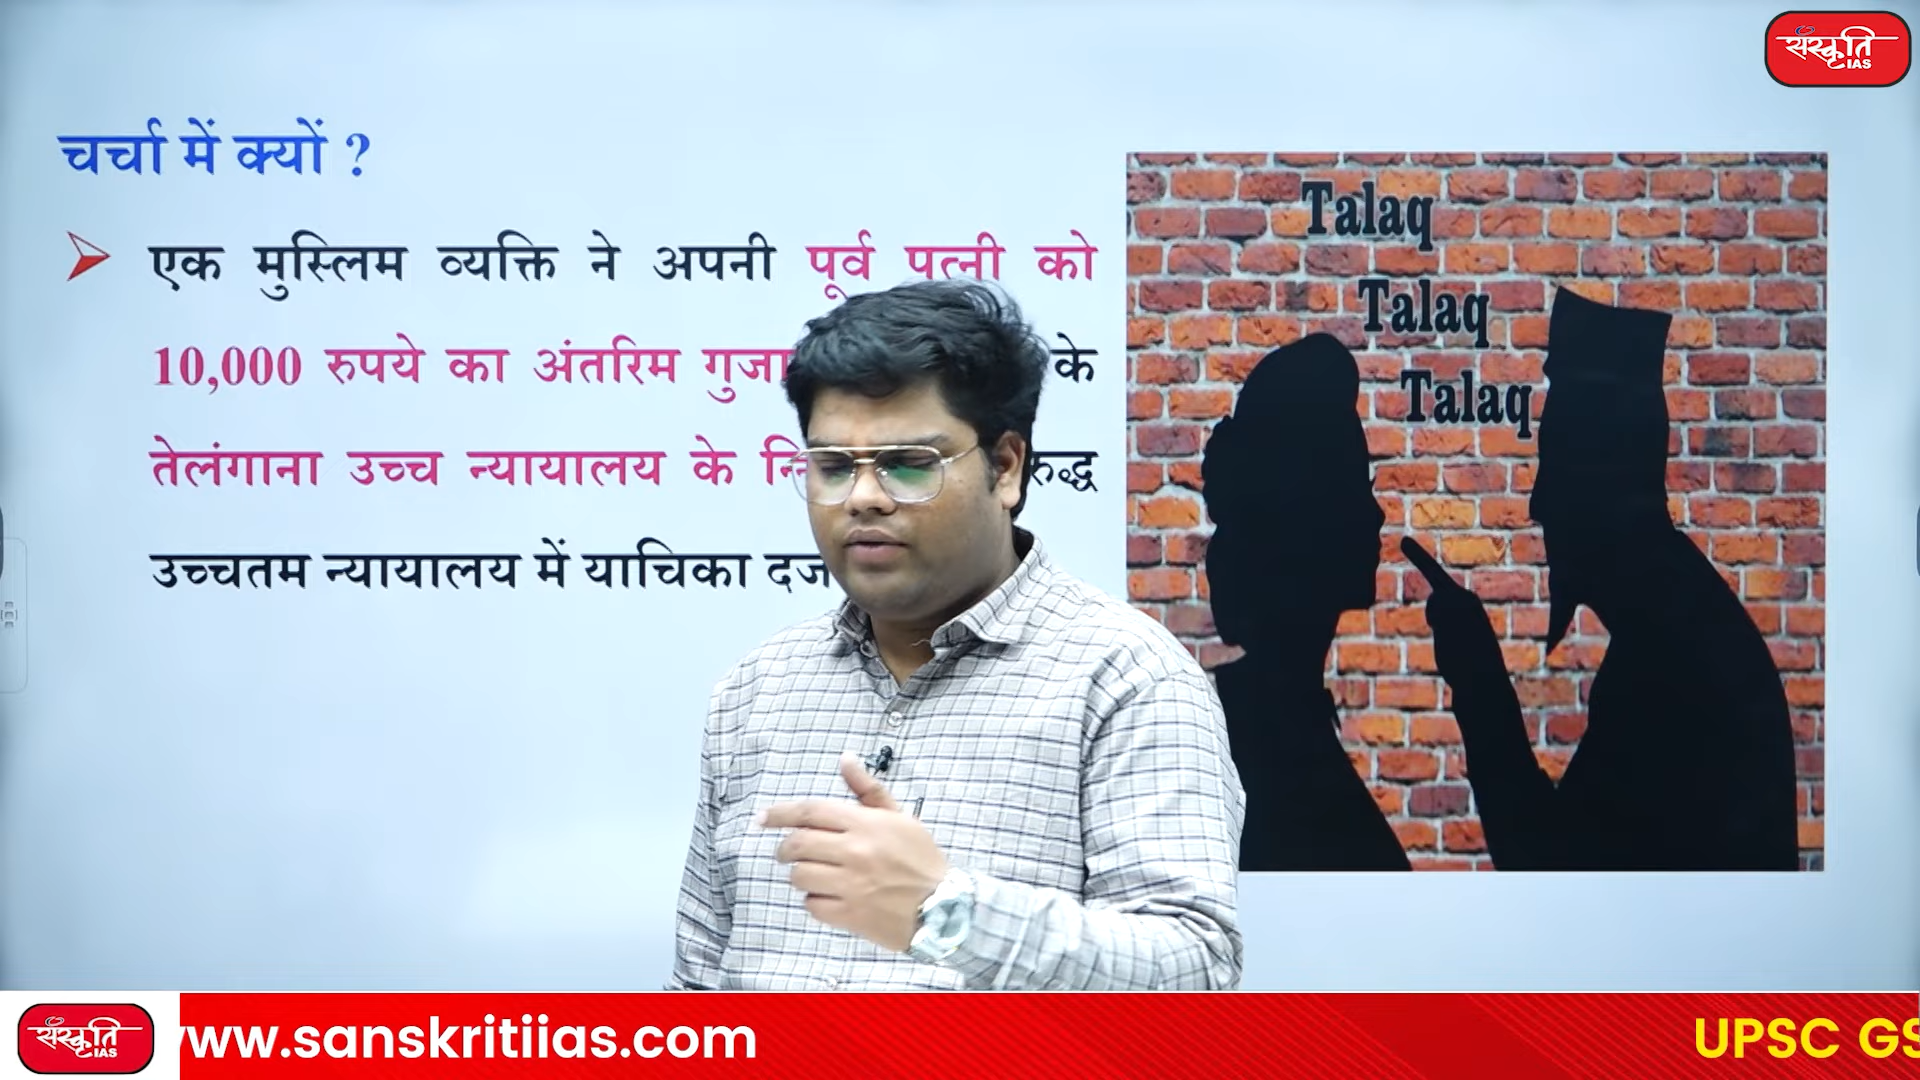 संस्कृति
IAS
चर्चा में क्यों ?
एक मुस्लिम व्यक्ति ने अपनी पूर्व पत्नी को
10,000 रुपये का अंतरिम के
तेलंगाना उच्च न्यायालय के
उच्चतम न्यायालय में याचिका
Talaq
Talaq
Talaq
संस्कृति
IAS
www.sanskritiias.com
UPSC GS